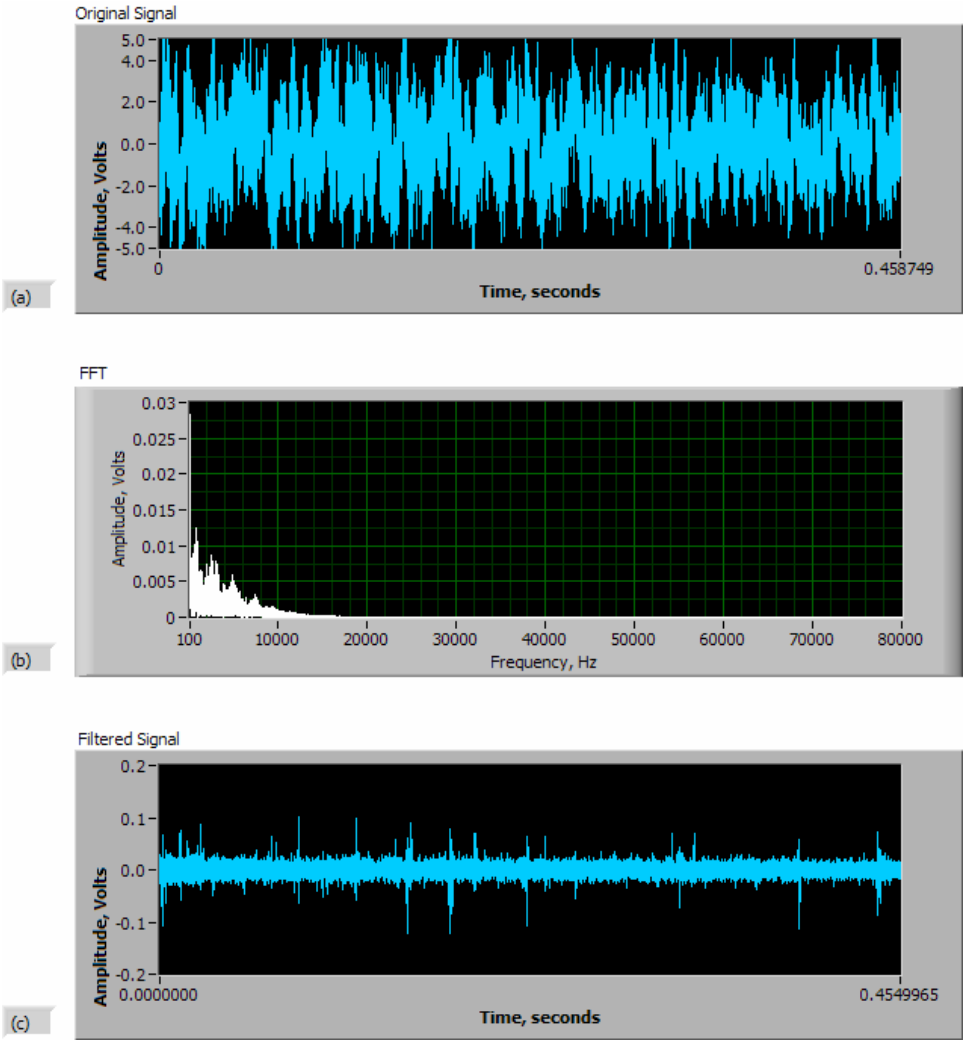 Original Signal
5.0
4.0
2.0
0.0
-2.0
-4.0
-5.0
Amplitude, Volts
0 0.458749
Time, seconds
(a)
FFT
0.03
0.025
0.02
0.015
0.01
0.005
0
Amplitude, Volts
100 10000 20000 30000 40000 50000 60000 70000 80000
Frequency, Hz
(b)
Filtered Signal
0.2
0.1
0.0
-0.1
-0.2
Amplitude, Volts
0.0000000 0.4549965
Time, seconds
(c)